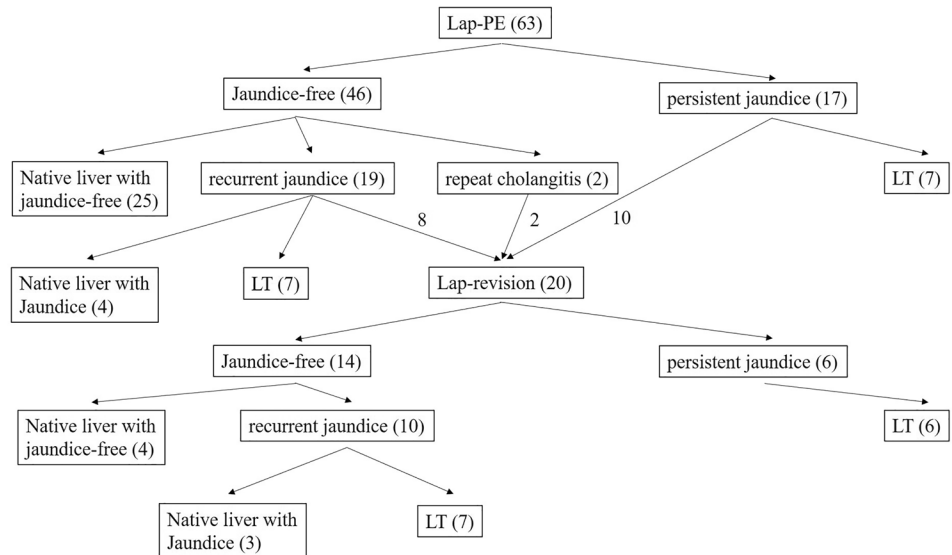 Lap-PE (63)
Jaundice-free (46)
persistent jaundice (17)
Native liver with
jaundice-free (25)
recurrent jaundice (19)
repeat cholangitis (2)
LT (7)
8
2
10
Native liver with
Jaundice (4)
LT (7)
Lap-revision (20)
Jaundice-free (14)
persistent jaundice (6)
Native liver with
jaundice-free (4)
recurrent jaundice (10)
LT (6)
Native liver with
Jaundice (3)
LT (7)